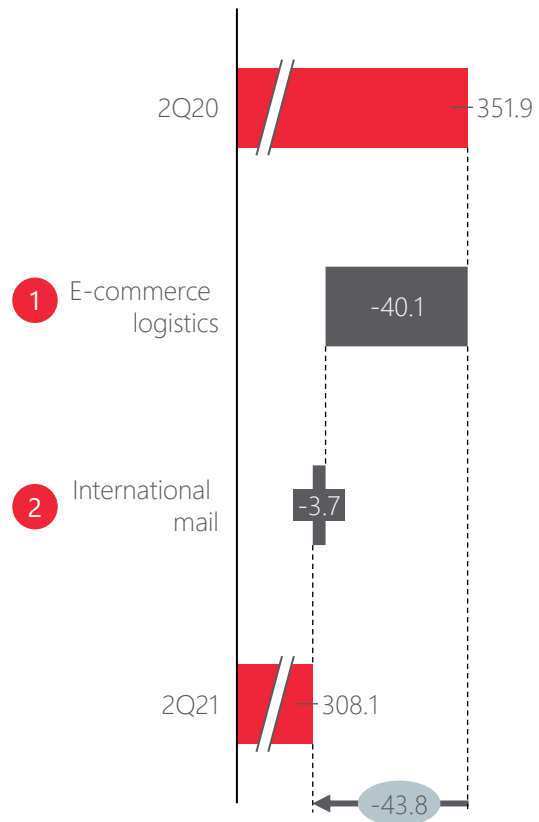 2Q20
351.9
1
E-commerce
logistics
-40.1
2
International
mail
-3.7
2Q21
308.1
-43.8